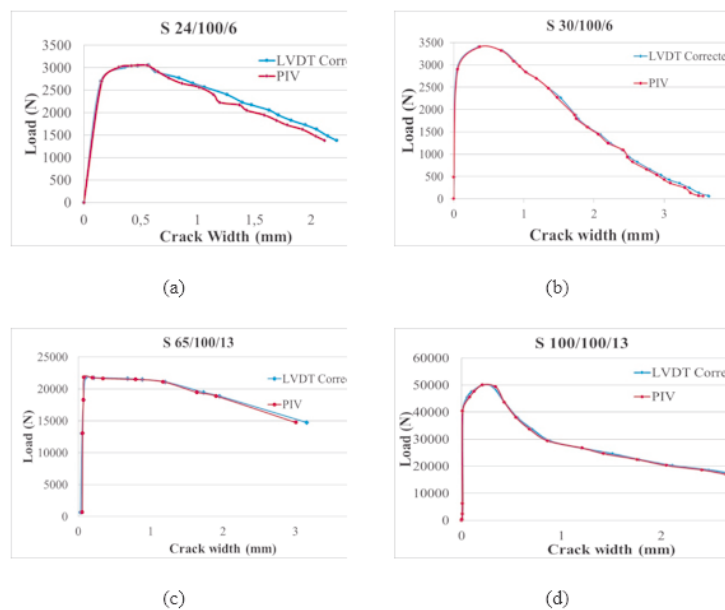 S 24/100/6
3500
3000
2500
2000
1500
1000
500
0
Load (N)
LVDT Correcte
PIV
0 0,5 1 1,5 2
Crack Width (mm)
(a)
S 30/100/6
3500
3000
2500
2000
1500
1000
500
0
Load (N)
LVDT Correcte
PIV
0 1 2 3
Crack width (mm)
(b)
S 65/100/13
25000
20000
15000
10000
5000
0
Load (N)
LVDT Correcte
PIV
0 1 2 3
Crack width (mm)
(c)
S 100/100/13
60000
50000
40000
30000
20000
10000
0
Load (N)
LVDT Correc
PIV
0 1 2
Crack width (mm)
(d)